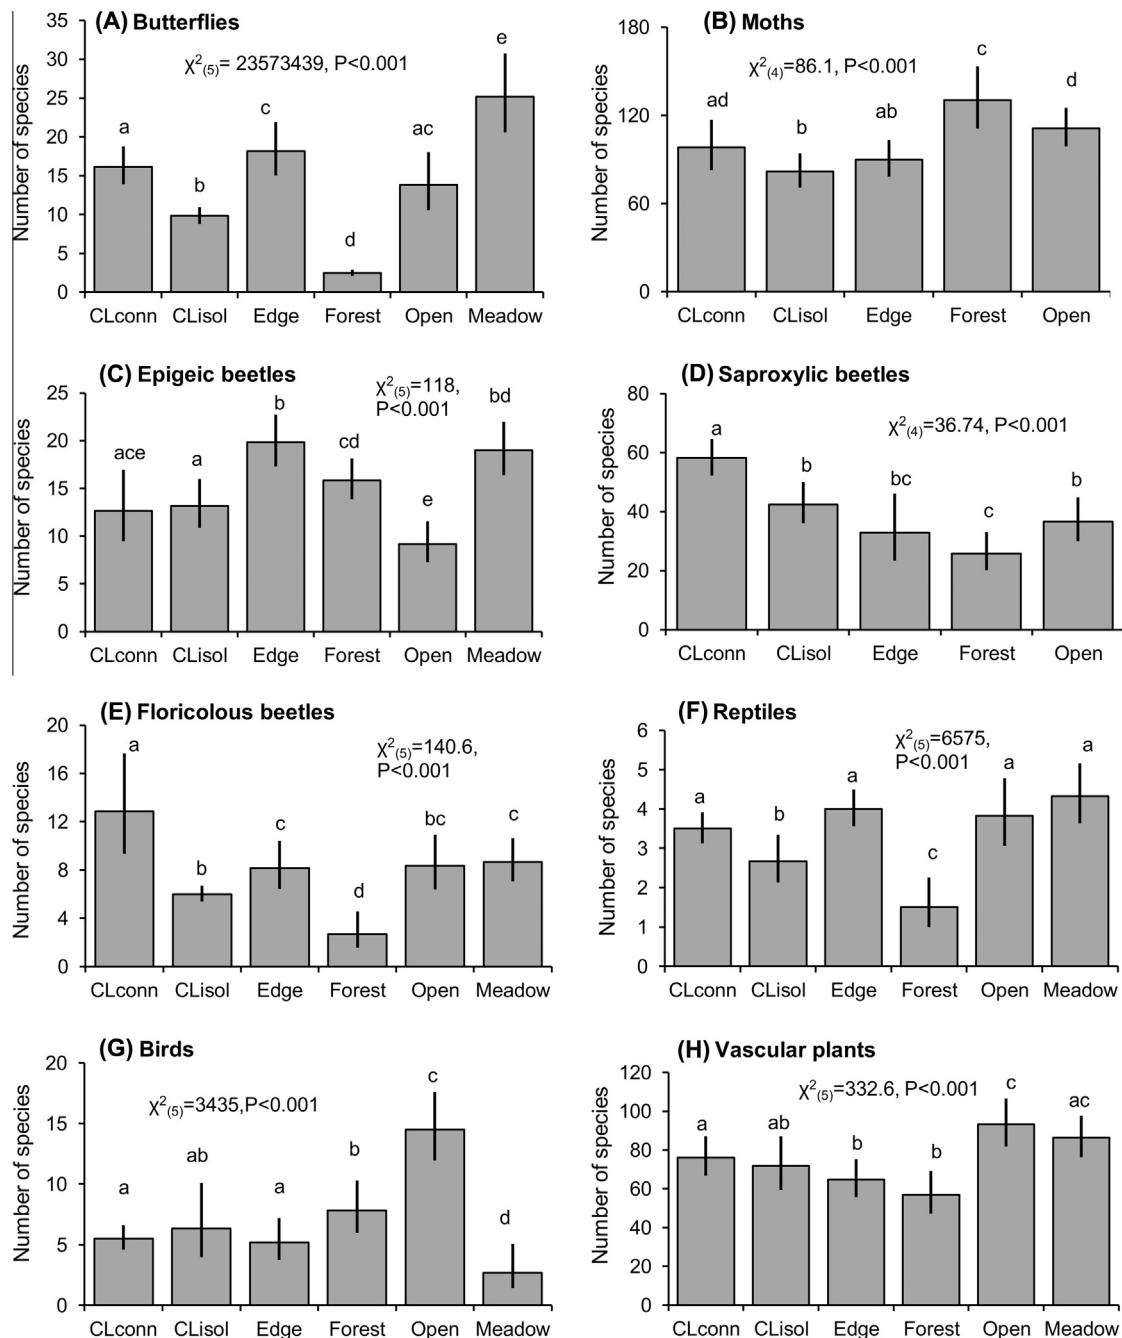 (A) Butterflies
χ²(5)= 23573439, P<0.001
Number of species
35
30
25
20
15
10
5
0
a
b
c
d
ac
e
CLconn CLisol Edge Forest Open Meadow
(B) Moths
χ²(4)=86.1, P<0.001
Number of species
180
120
60
0
ad
b
ab
c
d
CLconn CLisol Edge Forest Open
(C) Epigeic beetles
χ²(5)=118,
P<0.001
Number of species
25
20
15
10
5
0
ace
a
b
cd
e
bd
CLconn CLisol Edge Forest Open Meadow
(D) Saproxylic beetles
χ²(4)=36.74, P<0.001
Number of species
80
60
40
20
0
a
b
bc
c
b
CLconn CLisol Edge Forest Open
(E) Floricolous beetles
χ²(5)=140.6,
P<0.001
Number of species
20
16
12
8
4
0
a
b
c
d
bc
c
CLconn CLisol Edge Forest Open Meadow
(F) Reptiles
χ²(5)=6575,
P<0.001
Number of species
6
5
4
3
2
1
0
a
b
a
c
a
a
CLconn CLisol Edge Forest Open Meadow
(G) Birds
χ²(5)=3435,P<0.001
Number of species
20
15
10
5
0
a
ab
a
b
c
d
CLconn CLisol Edge Forest Open Meadow
(H) Vascular plants
χ²(5)=332.6, P<0.001
Number of species
120
100
80
60
40
20
0
a
ab
b
b
c
ac
CLconn CLisol Edge Forest Open Meadow